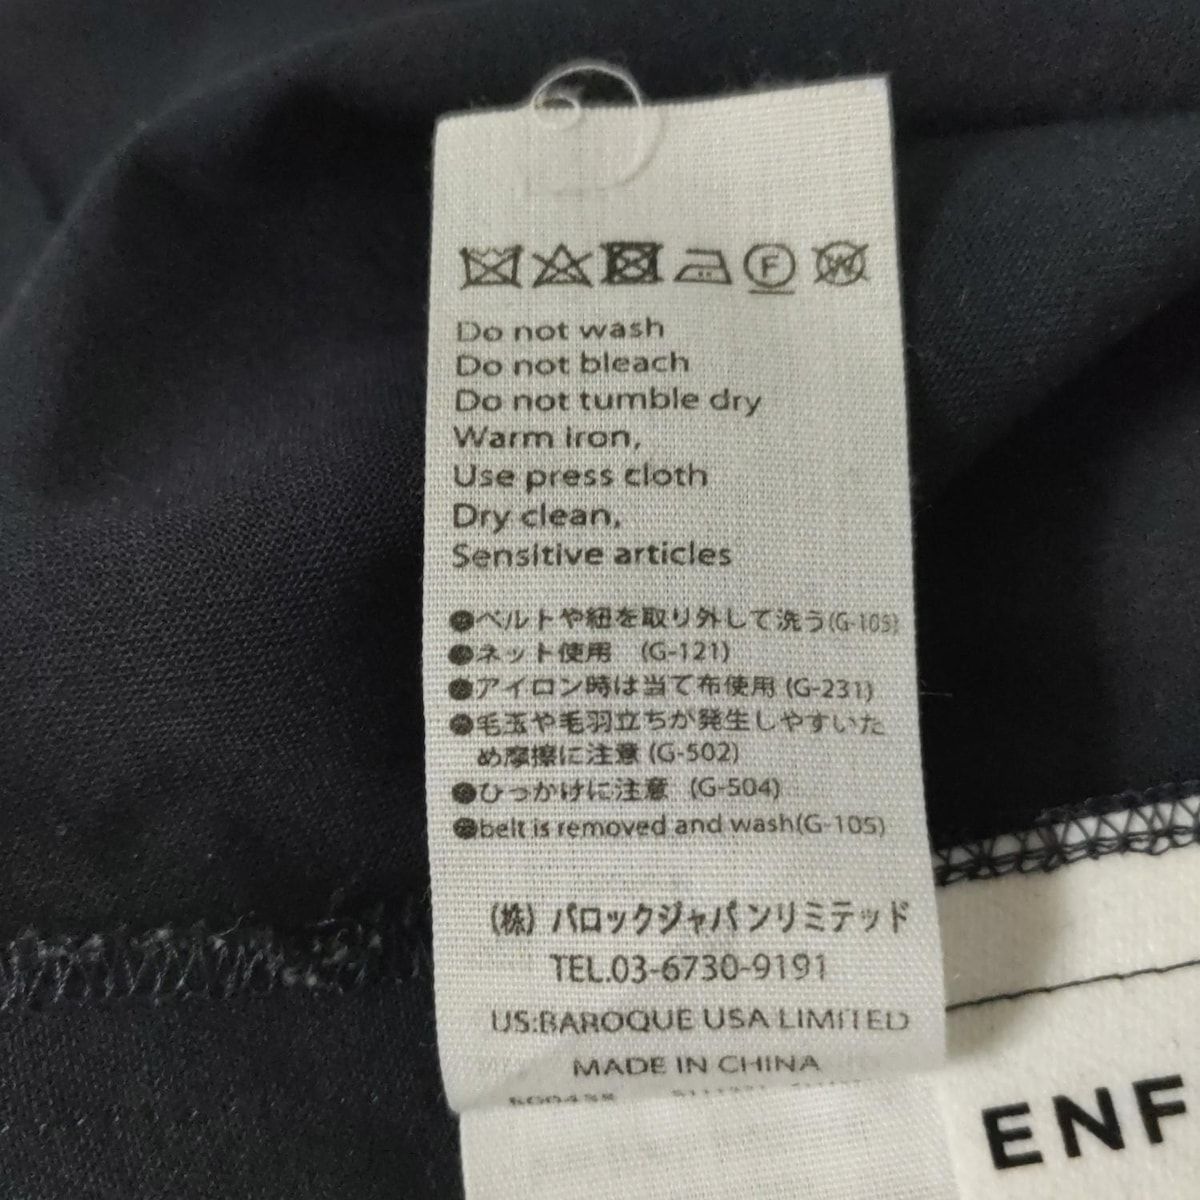 F W
Do not wash
Do not bleach
Do not tumble dry
Warm iron,
Use press cloth
Dry clean,
Sensitive articles
●ベルトや紐を取り外して洗う(G-105)
●ネット使用 (G-121)
●アイロン時は当て布使用 (G-231)
●毛玉や毛羽立ちが発生しやすいた
め摩擦に注意 (G-502)
●ひっかけに注意 (G-504)
●belt is removed and wash(G-105)
(株) バロックジャパンリミテッド
TEL.03-6730-9191
US:BAROQUE USA LIMITED
MADE IN CHINA
ENF